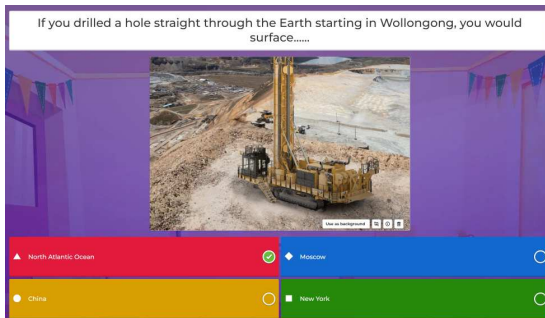 If you drilled a hole straight through the Earth starting in Wollongong, you would
surface......
Use as background
North Atlantic Ocean
Moscow
China
New York